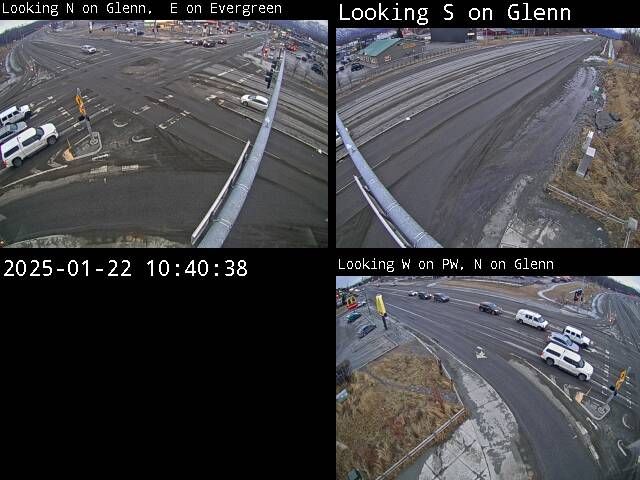 Looking N on Glenn,  E on Evergreen
Looking S on Glenn
2025-01-22 10:40:38
Looking W on PW, N on Glenn